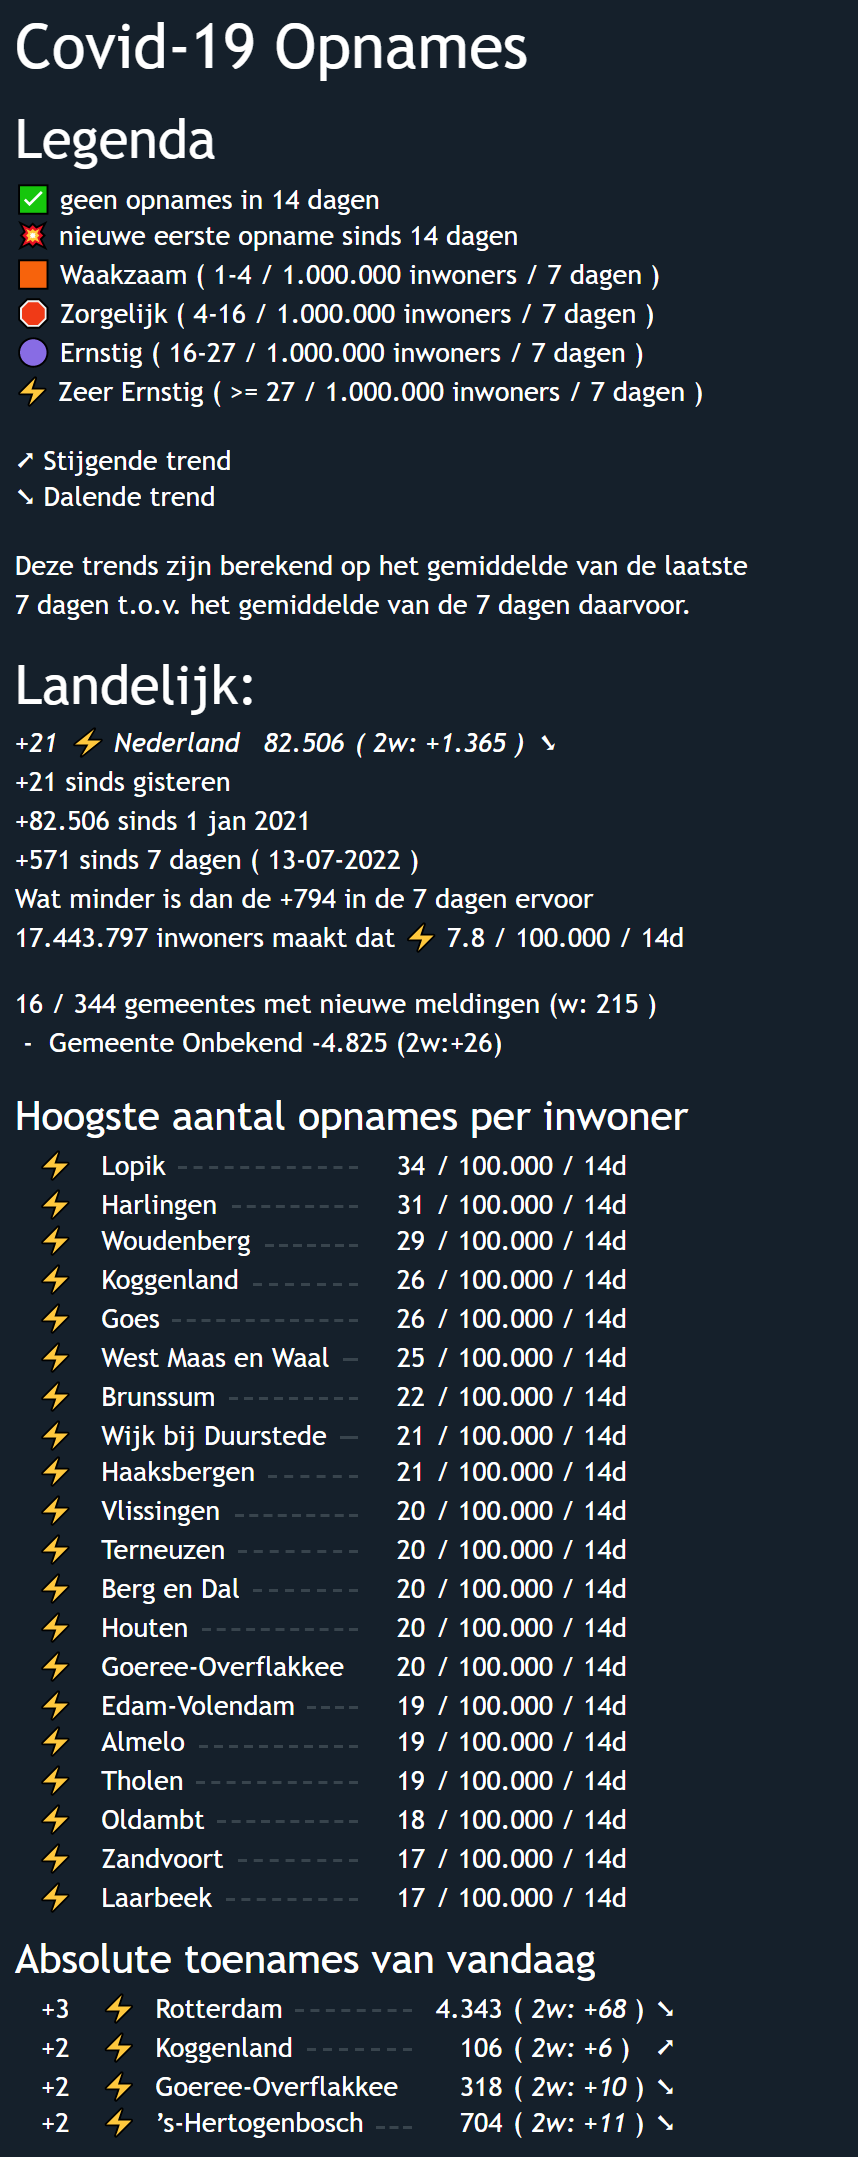 Covid-19 Opnames
Legenda
✅ geen opnames in 14 dagen
💥 nieuwe eerste opname sinds 14 dagen
🟧 Waakzaam ( 1-4 / 1.000.000 inwoners / 7 dagen )
🛑 Zorgelijk ( 4-16 / 1.000.000 inwoners / 7 dagen )
🟣 Ernstig ( 16-27 / 1.000.000 inwoners / 7 dagen )
⚡ Zeer Ernstig ( >= 27 / 1.000.000 inwoners / 7 dagen )
➚ Stijgende trend
➘ Dalende trend
Deze trends zijn berekend op het gemiddelde van de laatste
7 dagen t.o.v. het gemiddelde van de 7 dagen daarvoor.
Landelijk:
+21 ⚡ Nederland 82.506 ( 2w: +1.365 ) ➘
+21 sinds gisteren
+82.506 sinds 1 jan 2021
+571 sinds 7 dagen ( 13-07-2022 )
Wat minder is dan de +794 in de 7 dagen ervoor
17.443.797 inwoners maakt dat ⚡ 7.8 / 100.000 / 14d
16 / 344 gemeentes met nieuwe meldingen (w: 215 )
- Gemeente Onbekend -4.825 (2w:+26)
Hoogste aantal opnames per inwoner
⚡ Lopik ------------ 34 / 100.000 / 14d
⚡ Harlingen --------- 31 / 100.000 / 14d
⚡ Woudenberg ------- 29 / 100.000 / 14d
⚡ Koggenland ------- 26 / 100.000 / 14d
⚡ Goes ------------- 26 / 100.000 / 14d
⚡ West Maas en Waal - 25 / 100.000 / 14d
⚡ Brunssum --------- 22 / 100.000 / 14d
⚡ Wijk bij Duurstede - 21 / 100.000 / 14d
⚡ Haaksbergen ------ 21 / 100.000 / 14d
⚡ Vlissingen --------- 20 / 100.000 / 14d
⚡ Terneuzen -------- 20 / 100.000 / 14d
⚡ Berg en Dal ------- 20 / 100.000 / 14d
⚡ Houten ----------- 20 / 100.000 / 14d
⚡ Goeree-Overflakkee 20 / 100.000 / 14d
⚡ Edam-Volendam ---- 19 / 100.000 / 14d
⚡ Almelo ----------- 19 / 100.000 / 14d
⚡ Tholen ----------- 19 / 100.000 / 14d
⚡ Oldambt ---------- 18 / 100.000 / 14d
⚡ Zandvoort -------- 17 / 100.000 / 14d
⚡ Laarbeek --------- 17 / 100.000 / 14d
Absolute toenames van vandaag
+3 ⚡ Rotterdam -------- 4.343 ( 2w: +68 ) ➘
+2 ⚡ Koggenland ------- 106 ( 2w: +6 ) ➚
+2 ⚡ Goeree-Overflakkee 318 ( 2w: +10 ) ➘
+2 ⚡ ’s-Hertogenbosch --- 704 ( 2w: +11 ) ➘